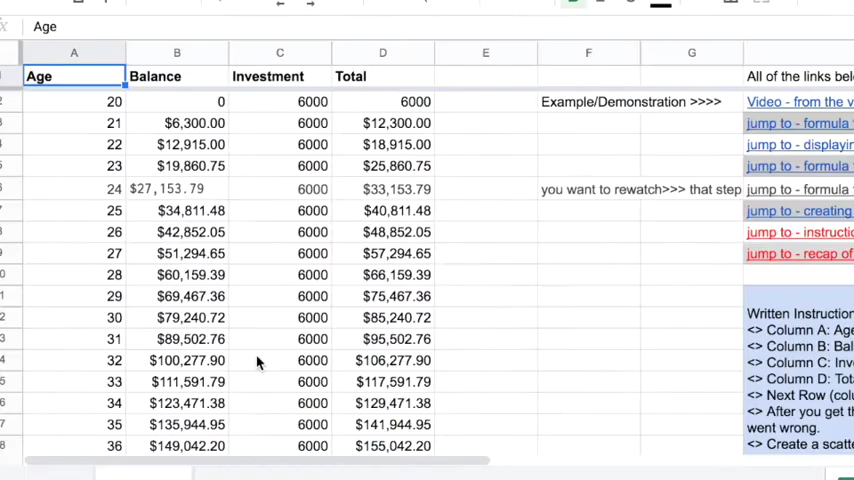 Age
A B C D E F G
Age Balance Investment Total All of the links bel
20 0 6000 6000 Example/Demonstration >>>> Video - from the v
21 $6,300.00 6000 $12,300.00 jump to - formula
22 $12,915.00 6000 $18,915.00 jump to - displayin
23 $19,860.75 6000 $25,860.75 jump to - formula
24 $27,153.79 6000 $33,153.79 you want to rewatch>>> that step jump to - formula
25 $34,811.48 6000 $40,811.48 jump to - creating
26 $42,852.05 6000 $48,852.05 jump to - instructio
27 $51,294.65 6000 $57,294.65 jump to - recap of
28 $60,159.39 6000 $66,159.39
29 $69,467.36 6000 $75,467.36
30 $79,240.72 6000 $85,240.72 Written Instruction
31 $89,502.76 6000 $95,502.76 <> Column A: Age
32 $100,277.90 6000 $106,277.90 <> Column B: Bal
33 $111,591.79 6000 $117,591.79 <> Column C: Inv
34 $123,471.38 6000 $129,471.38 <> Column D: Tot
35 $135,944.95 6000 $141,944.95 <> Next Row (colu
36 $149,042.20 6000 $155,042.20 <> After you get th
went wrong.
<> Create a scatte